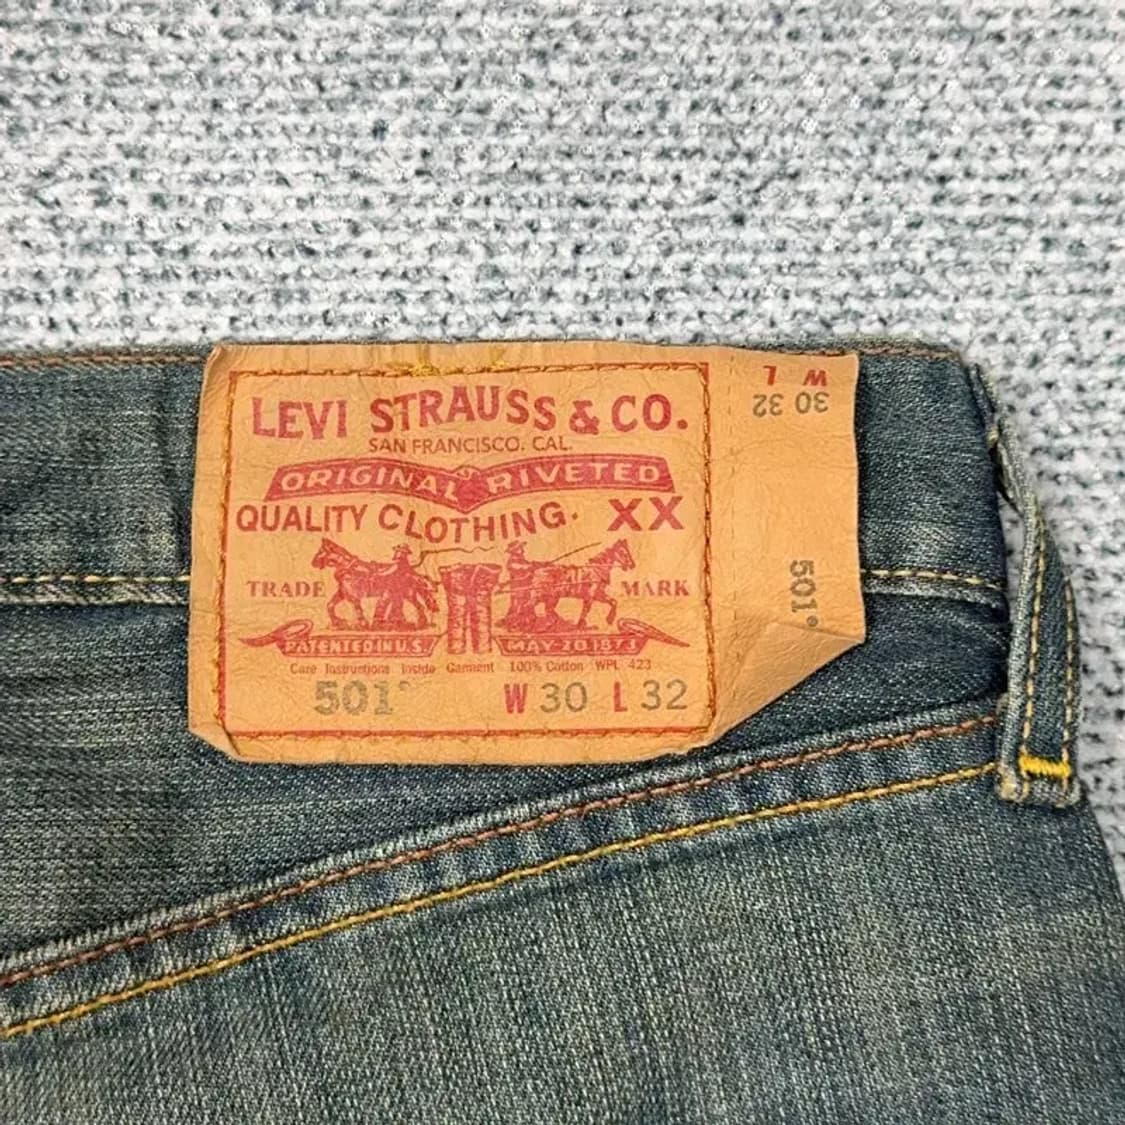 LEVI STRAUSS & CO.
SAN FRANCISCO. CAL.
ORIGINAL RIVETED
QUALITY CLOTHING. XX
TRADE MARK
PATENTED IN U.S. MAY 20 1873
Care Instructions Inside Garment 100% Cotton WPL 423
501® W 30 L 32
W L
30 32
501®